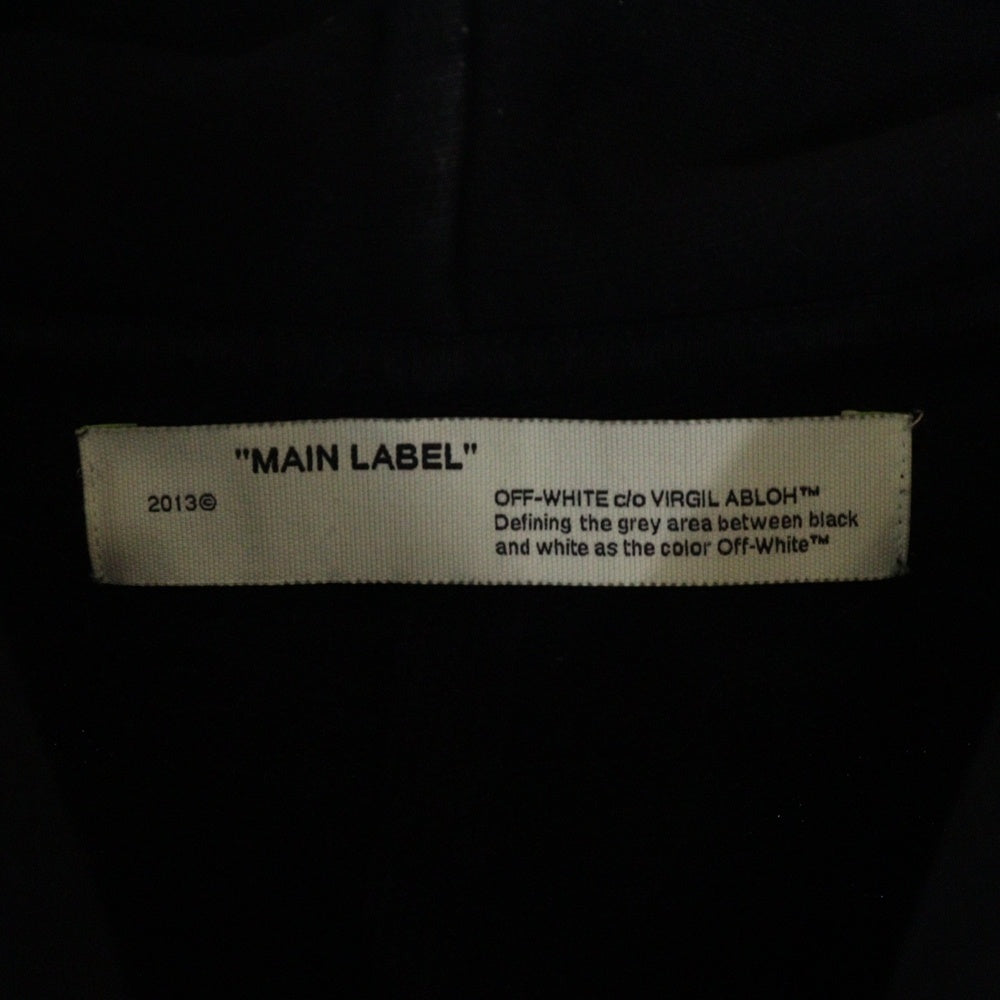 "MAIN LABEL"
2013©
OFF-WHITE c/o VIRGIL ABLOH™
Defining the grey area between black
and white as the color Off-White™